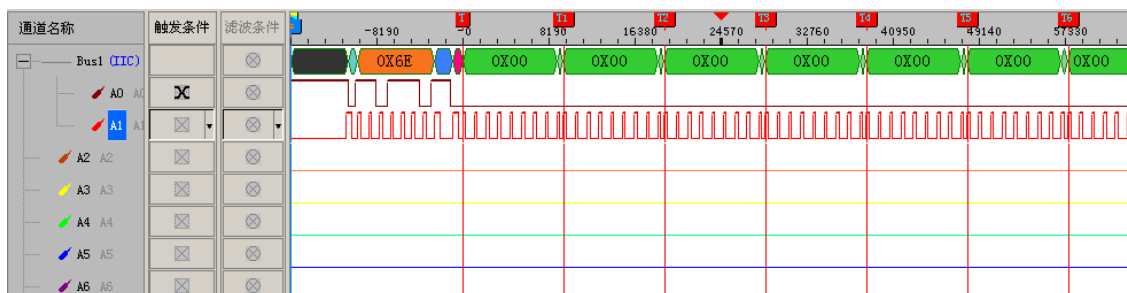 通道名称 触发条件 滤波条件
T T1 T2 T3 T4 T5 T6
-8190 -0 8190 16380 24570 32760 40950 49140 57330
Bus1 (IIC) 0X6E 0X00 0X00 0X00 0X00 0X00 0X00 0X00
A0 A0
A1 A1
A2 A2
A3 A3
A4 A4
A5 A5
A6 A6